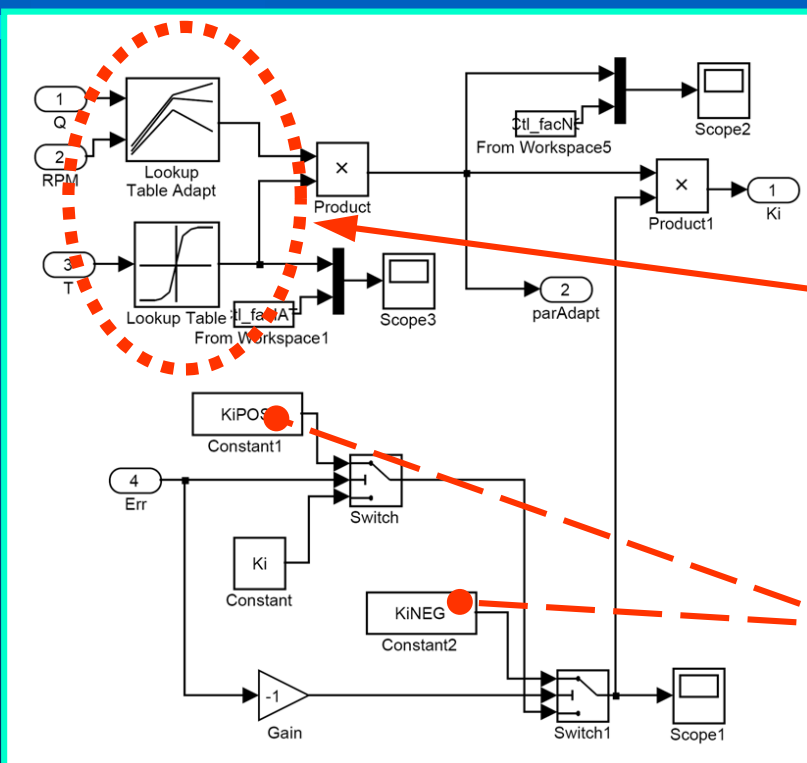 1
Q
2
RPM
Lookup
Table Adapt
×
Product
From Workspace5
Scope2
×
Product1
1
Ki
3
T
Lookup Table
From Workspace1
Scope3
2
parAdapt
KiPOS
Constant1
4
Err
Switch
Ki
Constant
KiNEG
Constant2
-1
Gain
Switch1
Scope1